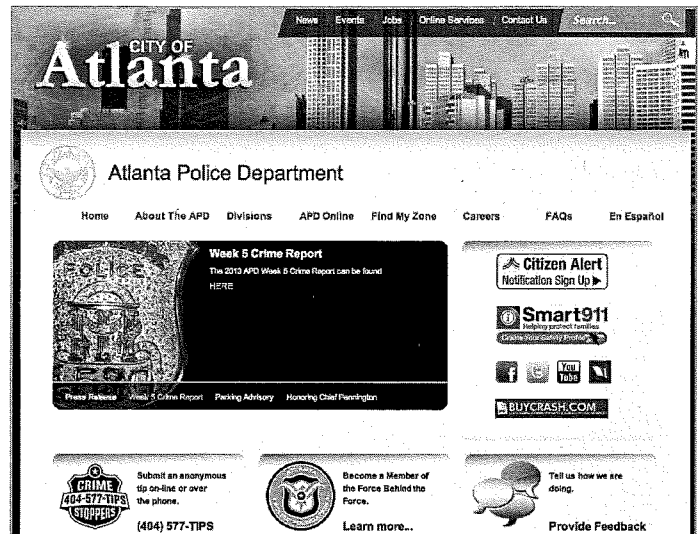 News Events Jobs Online Services Contact Us Search...
CITY OF
Atlanta
Atlanta Police Department
Home About The APD Divisions APD Online Find My Zone Careers FAQs En Español
POLICE
Week 5 Crime Report
The 2013 APD Week 5 Crime Report can be found
HERE
Press Release Week 5 Crime Report Parking Advisory Honoring Chief Pennington
Citizen Alert
Notification Sign Up
Smart911
Helping protect families
Create Your Safety Profile
You
Tube
BUYCRASH.COM
CRIME
404-577-TIPS
STOPPERS
Submit an anonymous
tip on-line or over
the phone.
(404) 577-TIPS
Become a Member of
the Force Behind the
Force.
Learn more...
Tell us how we are
doing.
Provide Feedback